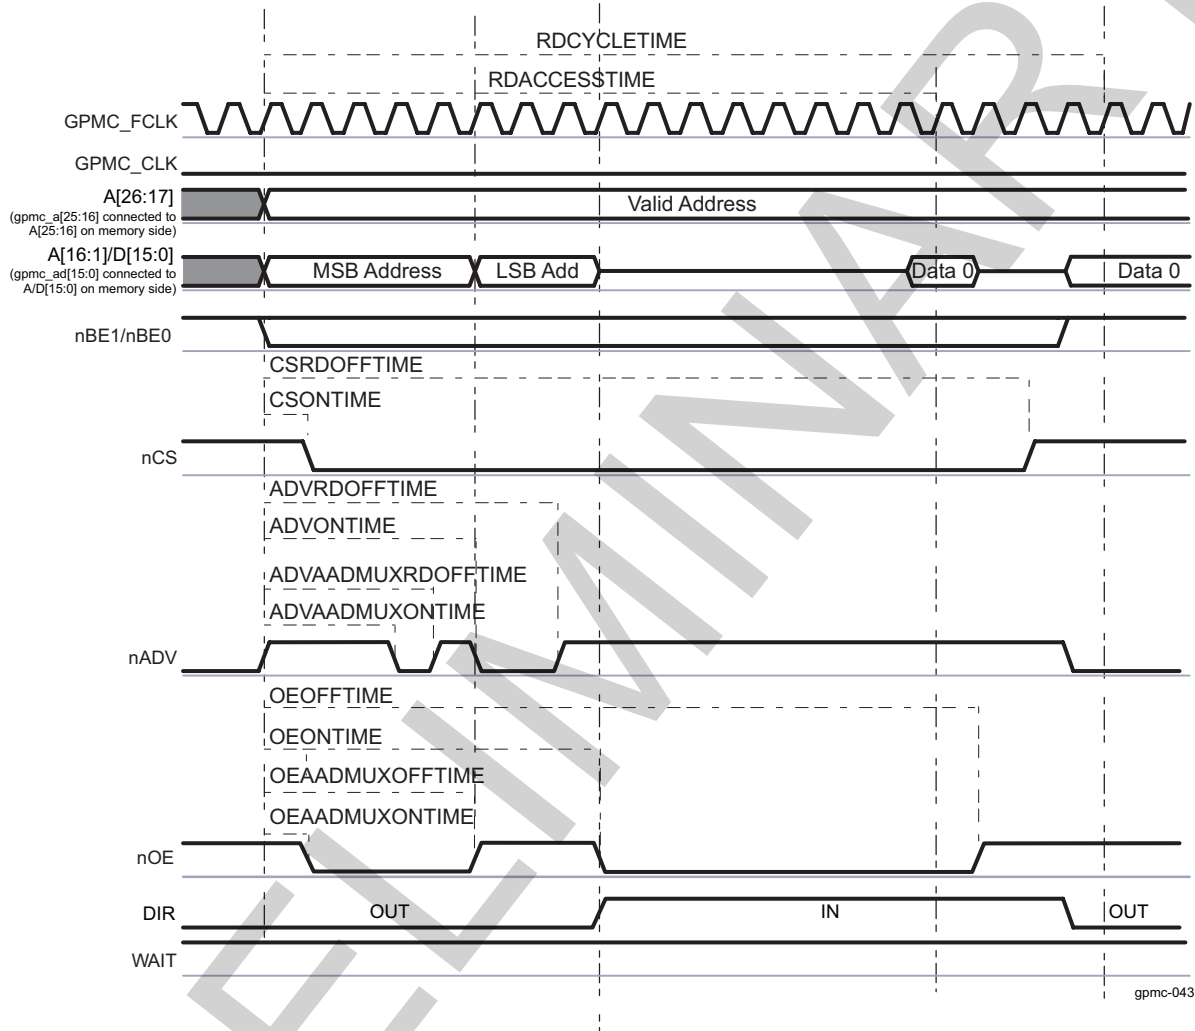 RDCYCLETIME
RDACCESSTIME
GPMC_FCLK
GPMC_CLK
A[26:17]
(gpmc_a[25:16] connected to
A[25:16] on memory side)
Valid Address
A[16:1]/D[15:0]
(gpmc_ad[15:0] connected to
A/D[15:0] on memory side)
MSB Address
LSB Add
Data 0
Data 0
nBE1/nBE0
CSRDOFFTIME
CSONTIME
nCS
ADVRDOFFTIME
ADVONTIME
ADVAADMUXRDOFFTIME
ADVAADMUXONTIME
nADV
OEOFFTIME
OEONTIME
OEAADMUXOFFTIME
OEAADMUXONTIME
nOE
DIR
OUT
IN
OUT
WAIT
gpmc-043
ELIMINARY